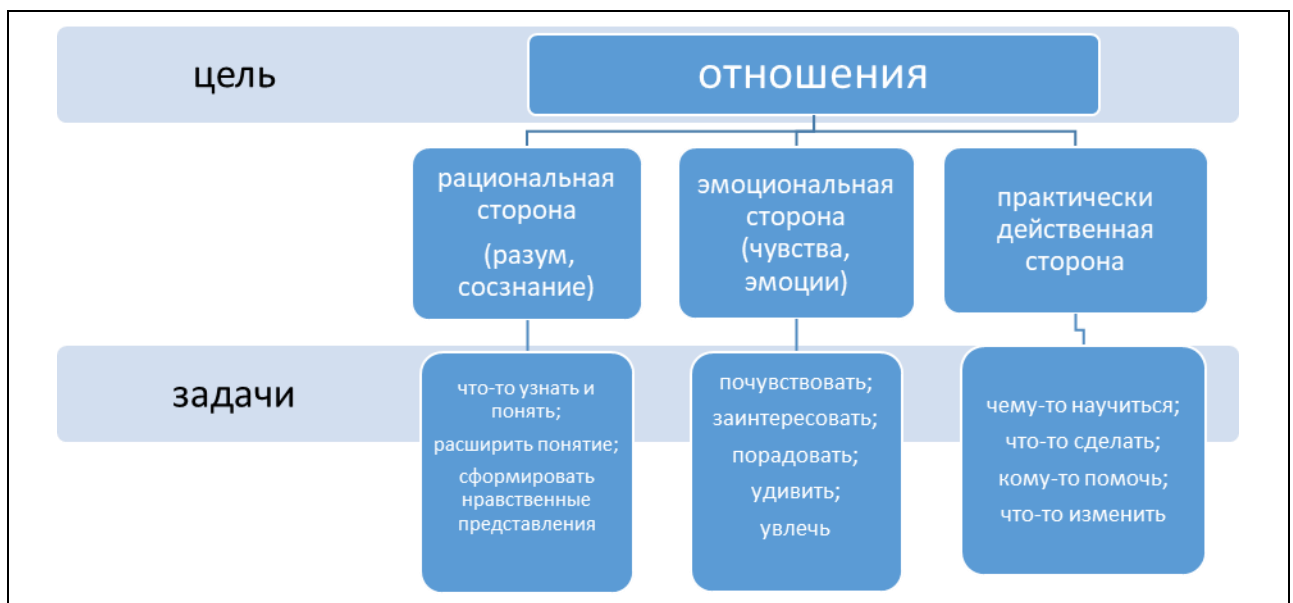 цель
отношения
рациональная
сторона
(разум,
сосзнание)
эмоциональная
сторона
(чувства,
эмоции)
практически
действенная
сторона
задачи
что-то узнать и
понять;
расширить понятие;
сформировать
нравственные
представления
почувствовать;
заинтересовать;
порадовать;
удивить;
увлечь
чему-то научиться;
что-то сделать;
кому-то помочь;
что-то изменить